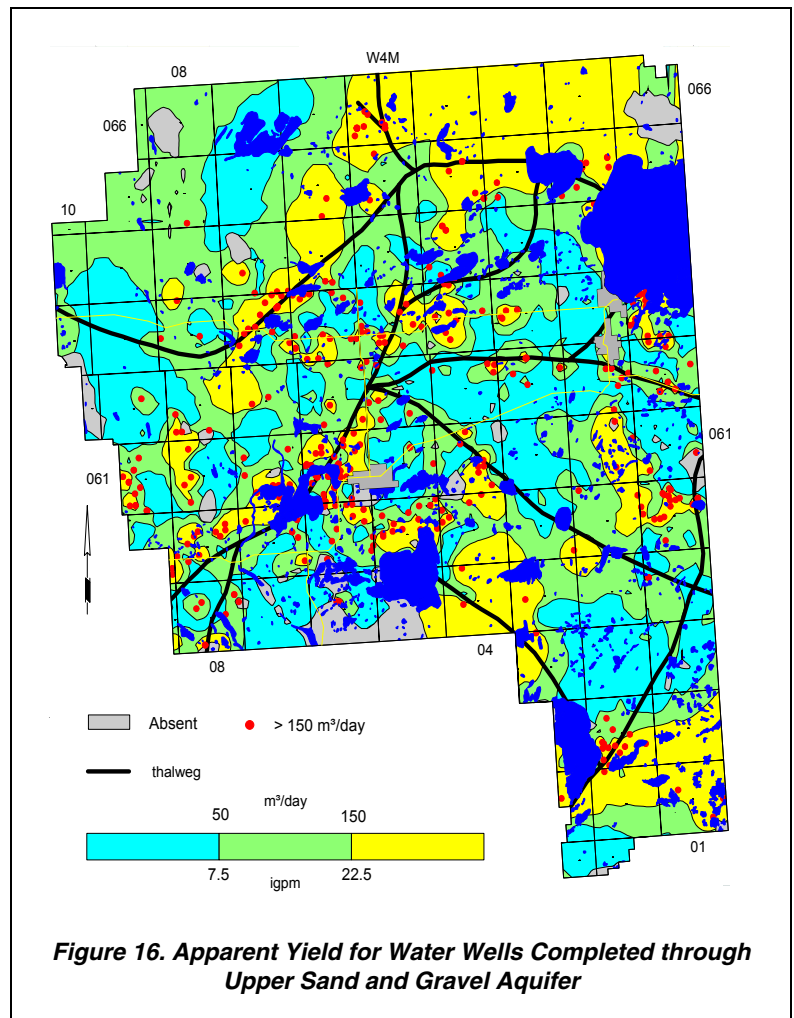 W4M
08
066
066
10
061
061
08
04
01
Absent
> 150 m³/day
thalweg
m³/day
50
150
7.5
22.5
igpm
Figure 16. Apparent Yield for Water Wells Completed through
Upper Sand and Gravel Aquifer